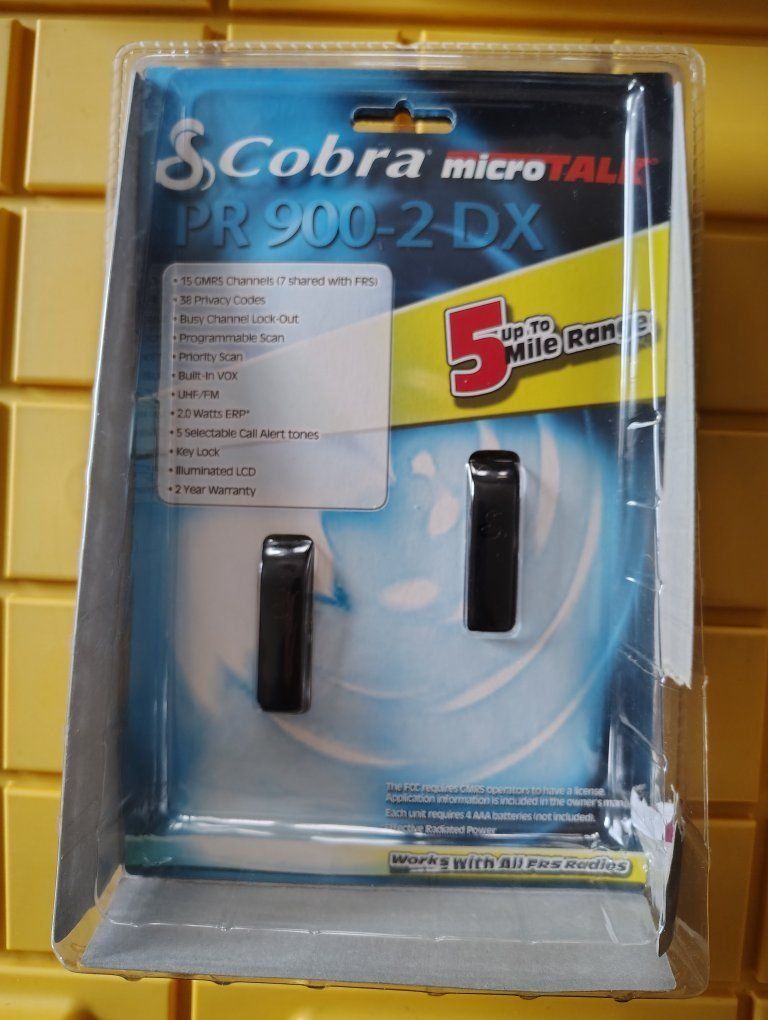 Cobra microTALK
PR 900-2 DX
• 15 GMRS Channels (7 shared with FRS)
• 38 Privacy Codes
• Busy Channel Lock-Out
• Programmable Scan
• Priority Scan
• Built-In VOX
• UHF/FM
• 2.0 Watts ERP*
• 5 Selectable Call Alert tones
• Key Lock
• Illuminated LCD
• 2 Year Warranty
5 Up To
Mile Range
The FCC requires GMRS operators to have a license.
Application information is included in the owner's
Each unit requires 4 AAA batteries (not included).
Effective Radiated Power
Works With All FRS Radios